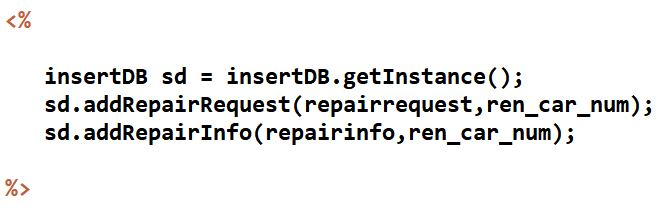 <%
insertDB sd = insertDB.getInstance();
sd.addRepairRequest(repairrequest,ren_car_num);
sd.addRepairInfo(repairinfo,ren_car_num);
%>